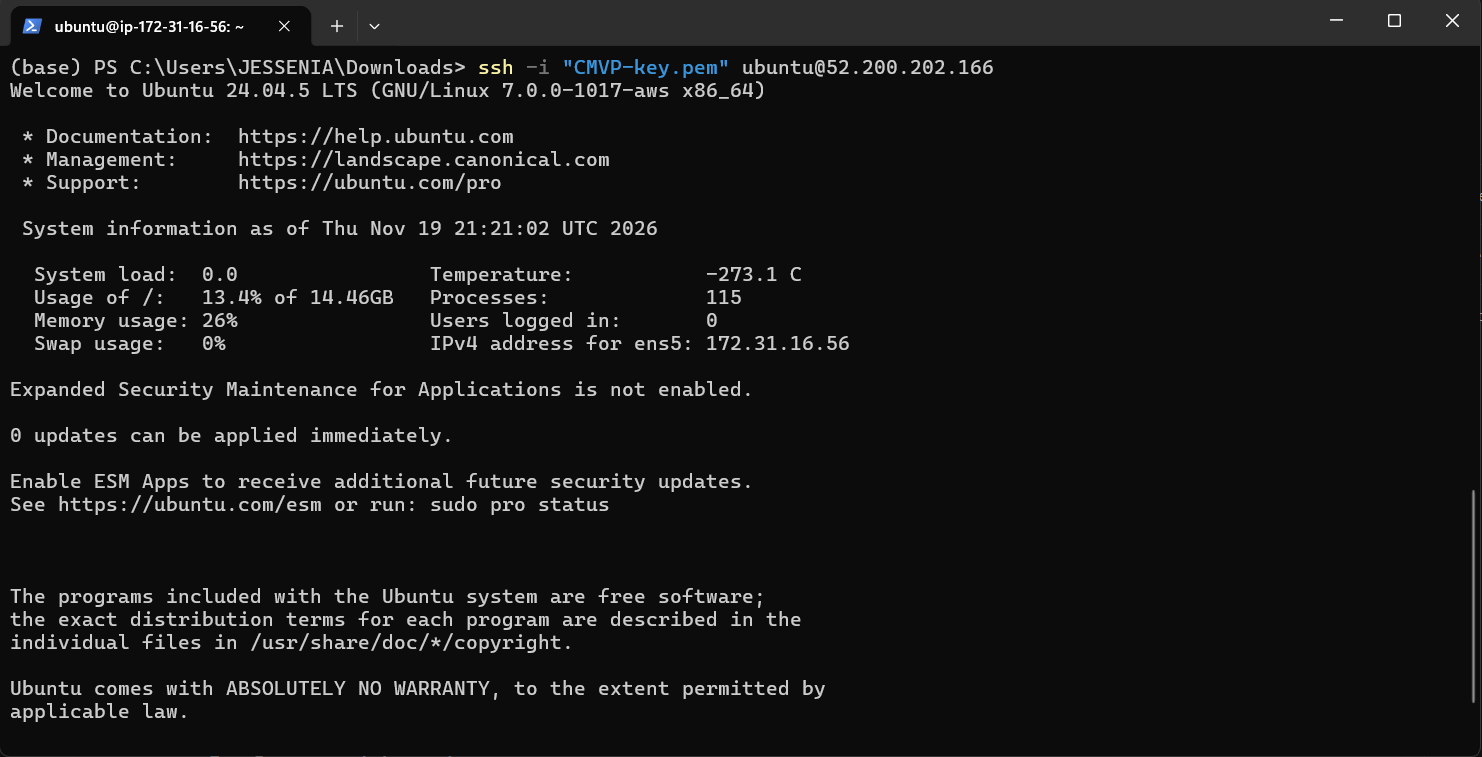 ubuntu@ip-172-31-16-56: ~
(base) PS C:\Users\JESSENIA\Downloads> ssh -i "CMVP-key.pem" ubuntu@52.200.202.166
Welcome to Ubuntu 24.04.5 LTS (GNU/Linux 7.0.0-1017-aws x86_64)
* Documentation:  https://help.ubuntu.com
* Management:     https://landscape.canonical.com
* Support:        https://ubuntu.com/pro
System information as of Thu Nov 19 21:21:02 UTC 2026
System load:  0.0                Temperature:           -273.1 C
Usage of /:   13.4% of 14.46GB   Processes:             115
Memory usage: 26%                Users logged in:       0
Swap usage:   0%                 IPv4 address for ens5: 172.31.16.56
Expanded Security Maintenance for Applications is not enabled.
0 updates can be applied immediately.
Enable ESM Apps to receive additional future security updates.
See https://ubuntu.com/esm or run: sudo pro status
The programs included with the Ubuntu system are free software;
the exact distribution terms for each program are described in the
individual files in /usr/share/doc/*/copyright.
Ubuntu comes with ABSOLUTELY NO WARRANTY, to the extent permitted by
applicable law.